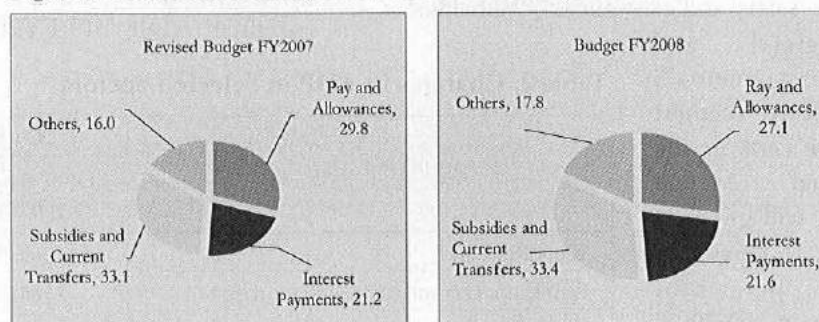 Revised Budget FY2007
Pay and
Allowances,
29.8
Others, 16.0
Subsidies and
Current
Transfers, 33.1
Interest
Payments, 21.2
Budget FY2008
Ray and
Allowances,
27.1
Others, 17.8
Subsidies and
Current
Transfers, 33.4
Interest
Payments,
21.6